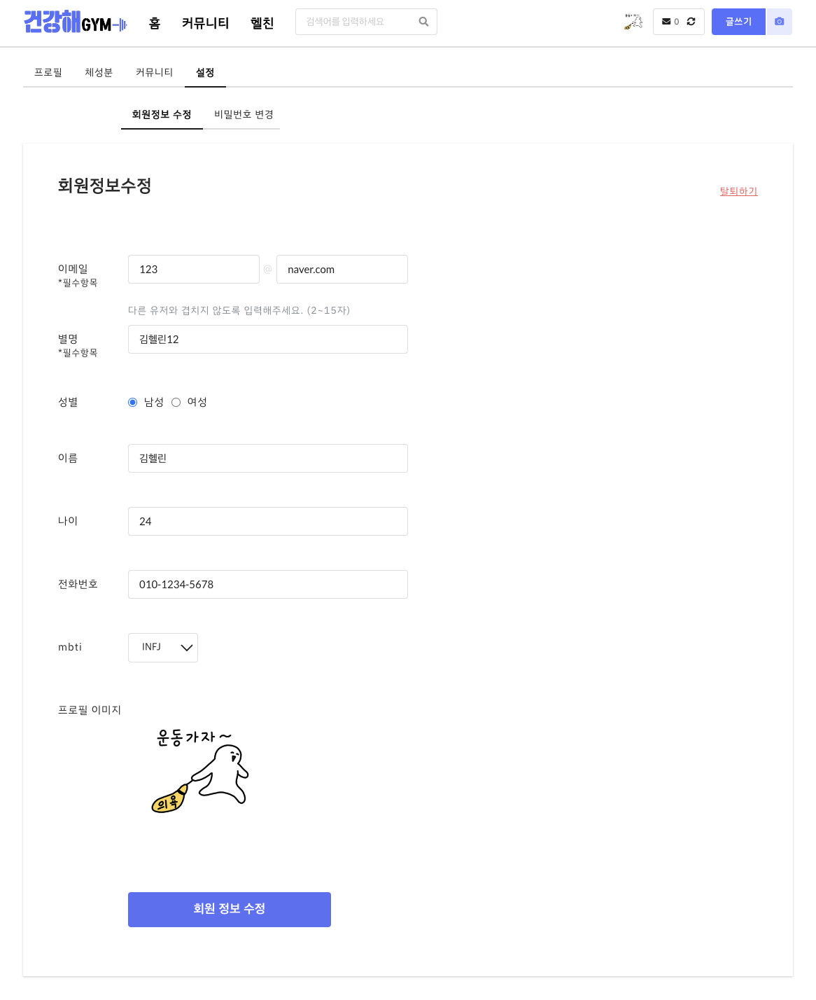 건강해GYM 홈 커뮤니티 헬친 검색어를 입력하세요 0 글쓰기
프로필 체성분 커뮤니티 설정
회원정보 수정 비밀번호 변경
회원정보수정
탈퇴하기
이메일 123 @ naver.com
*필수항목
다른 유저와 겹치지 않도록 입력해주세요. (2~15자)
별명 김헬린12
*필수항목
성별 남성 여성
이름 김헬린
나이 24
전화번호 010-1234-5678
mbti INFJ
프로필 이미지
운동가자~
의욕
회원 정보 수정